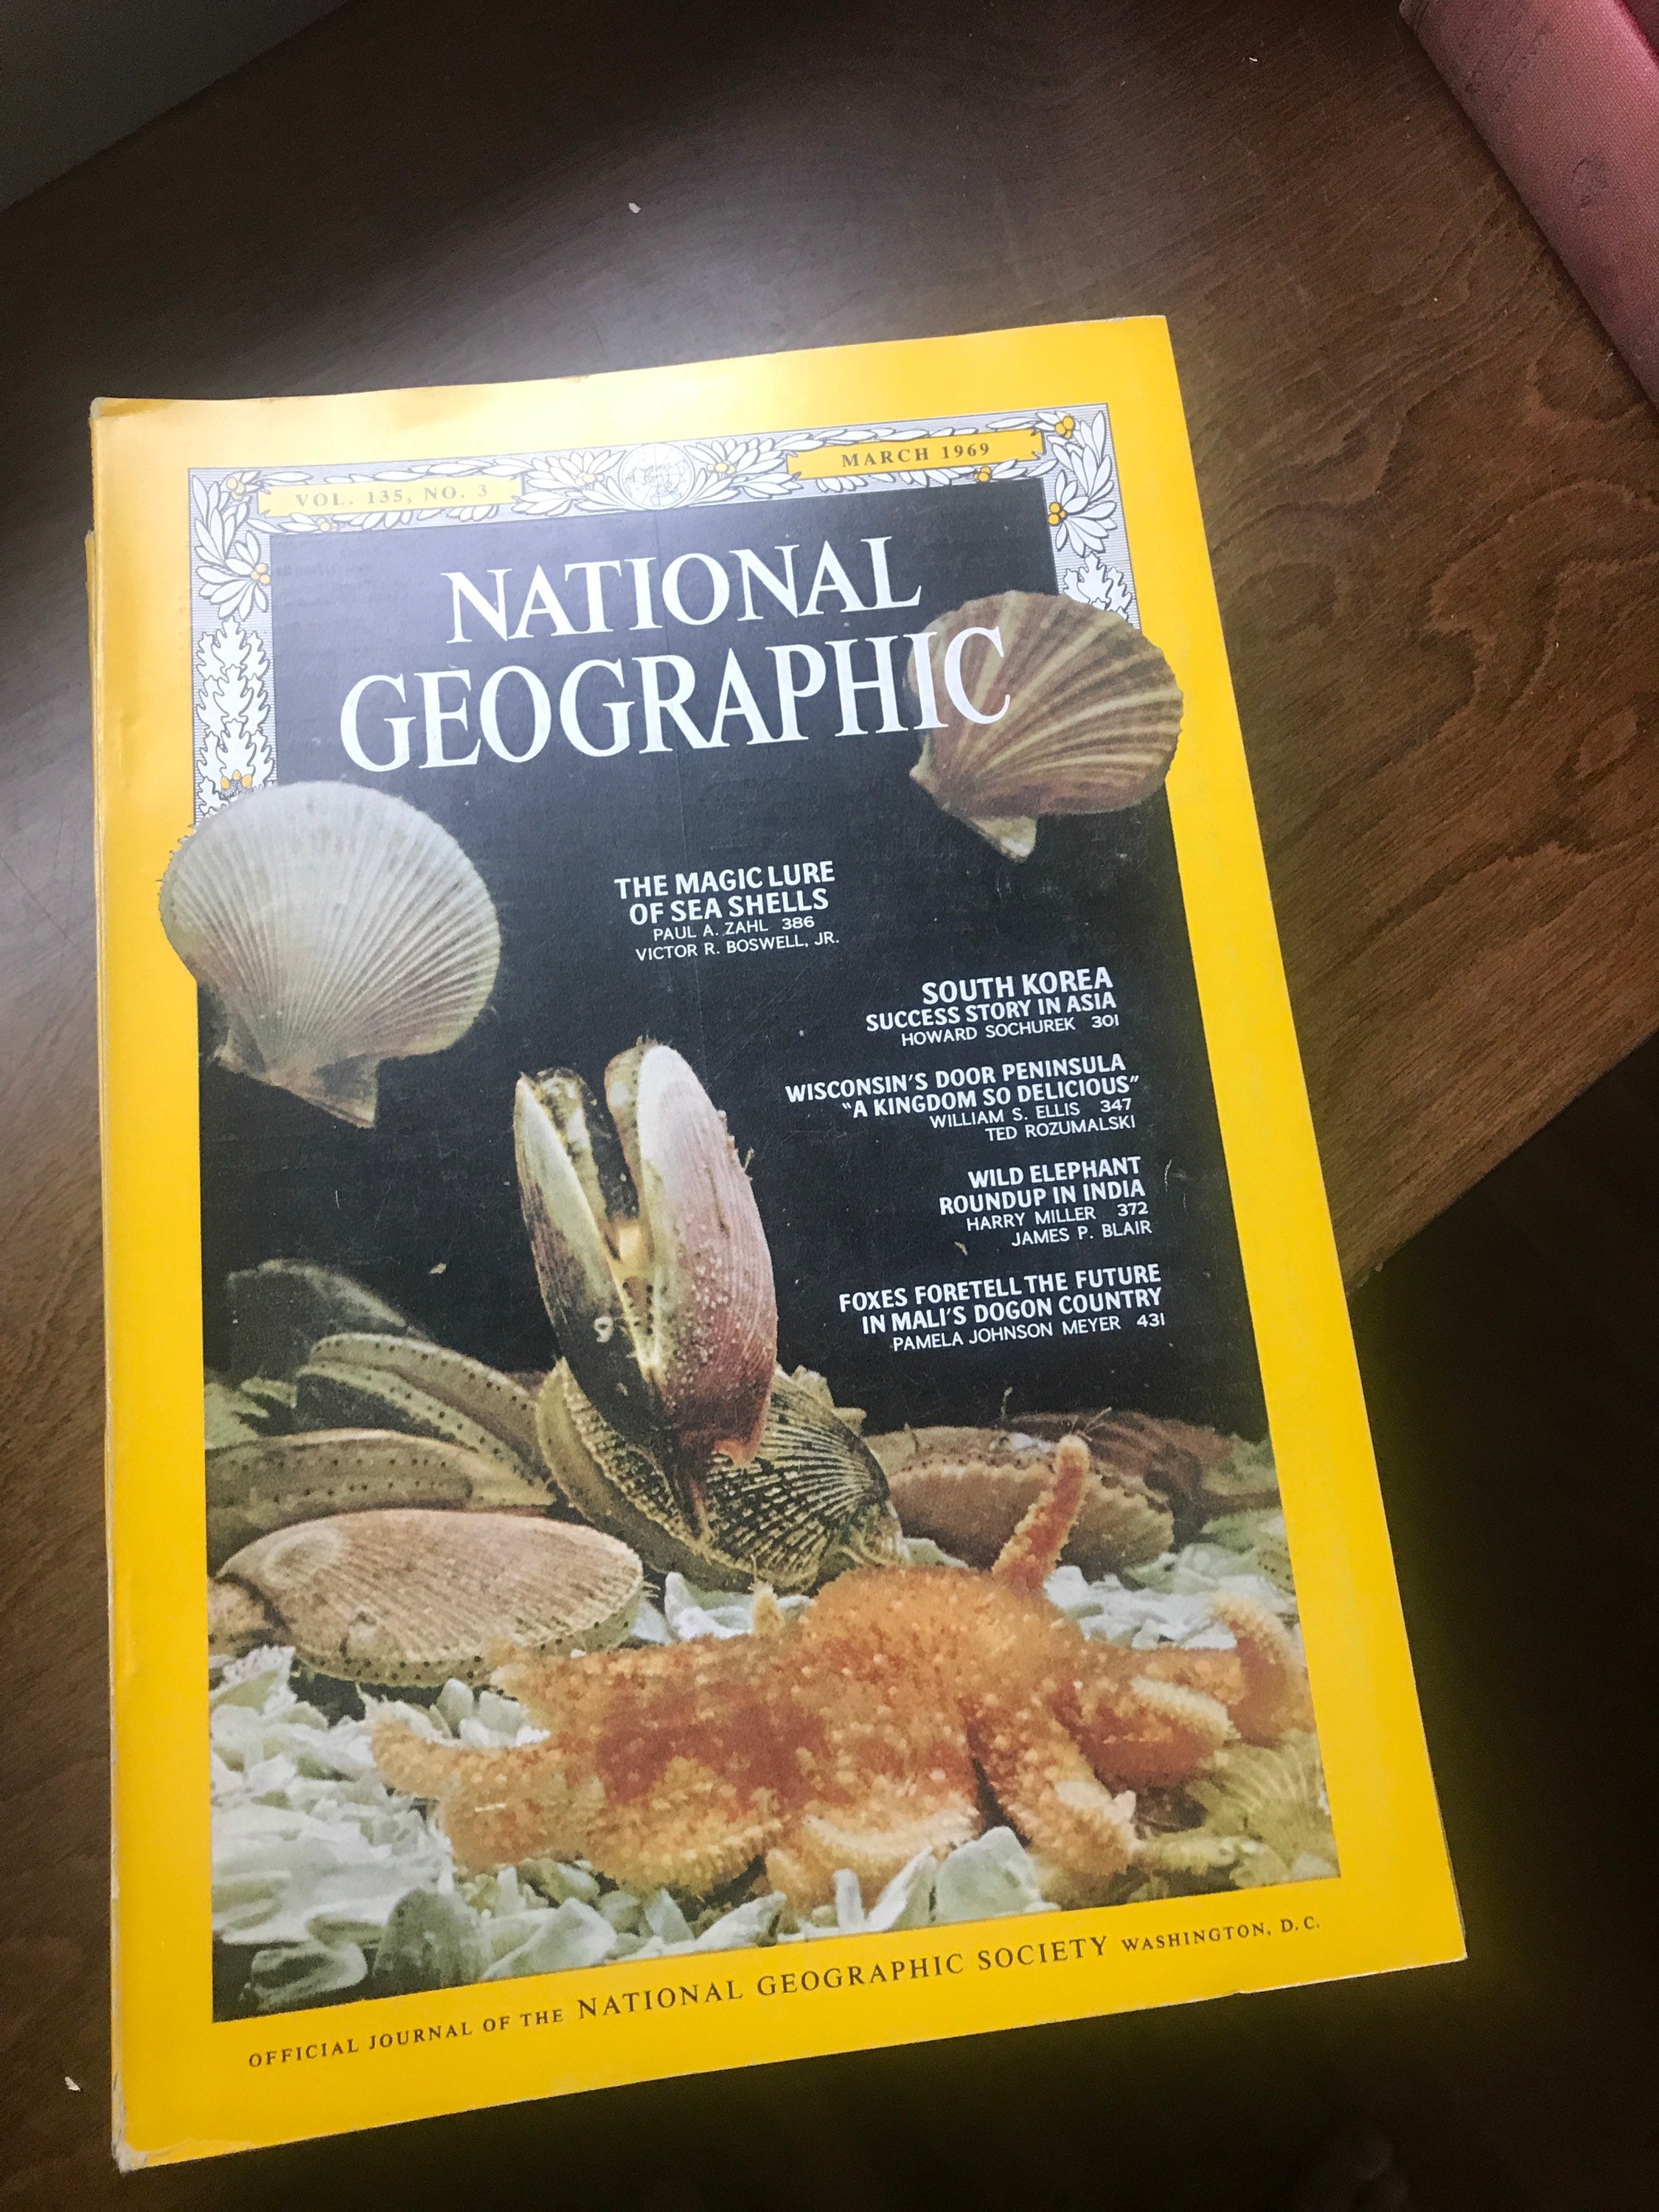 VOL. 135, NO. 3
MARCH 1969
NATIONAL
GEOGRAPHIC
THE MAGIC LURE
OF SEA SHELLS
PAUL A. ZAHL 386
VICTOR R. BOSWELL, JR.
SOUTH KOREA
SUCCESS STORY IN ASIA
HOWARD SOCHUREK 301
WISCONSIN'S DOOR PENINSULA
"A KINGDOM SO DELICIOUS"
WILLIAM S. ELLIS 347
TED ROZUMALSKI
WILD ELEPHANT
ROUNDUP IN INDIA
HARRY MILLER 372
JAMES P. BLAIR
FOXES FORETELL THE FUTURE
IN MALI'S DOGON COUNTRY
PAMELA JOHNSON MEYER 431
OFFICIAL JOURNAL OF THE NATIONAL GEOGRAPHIC SOCIETY WASHINGTON, D.C.